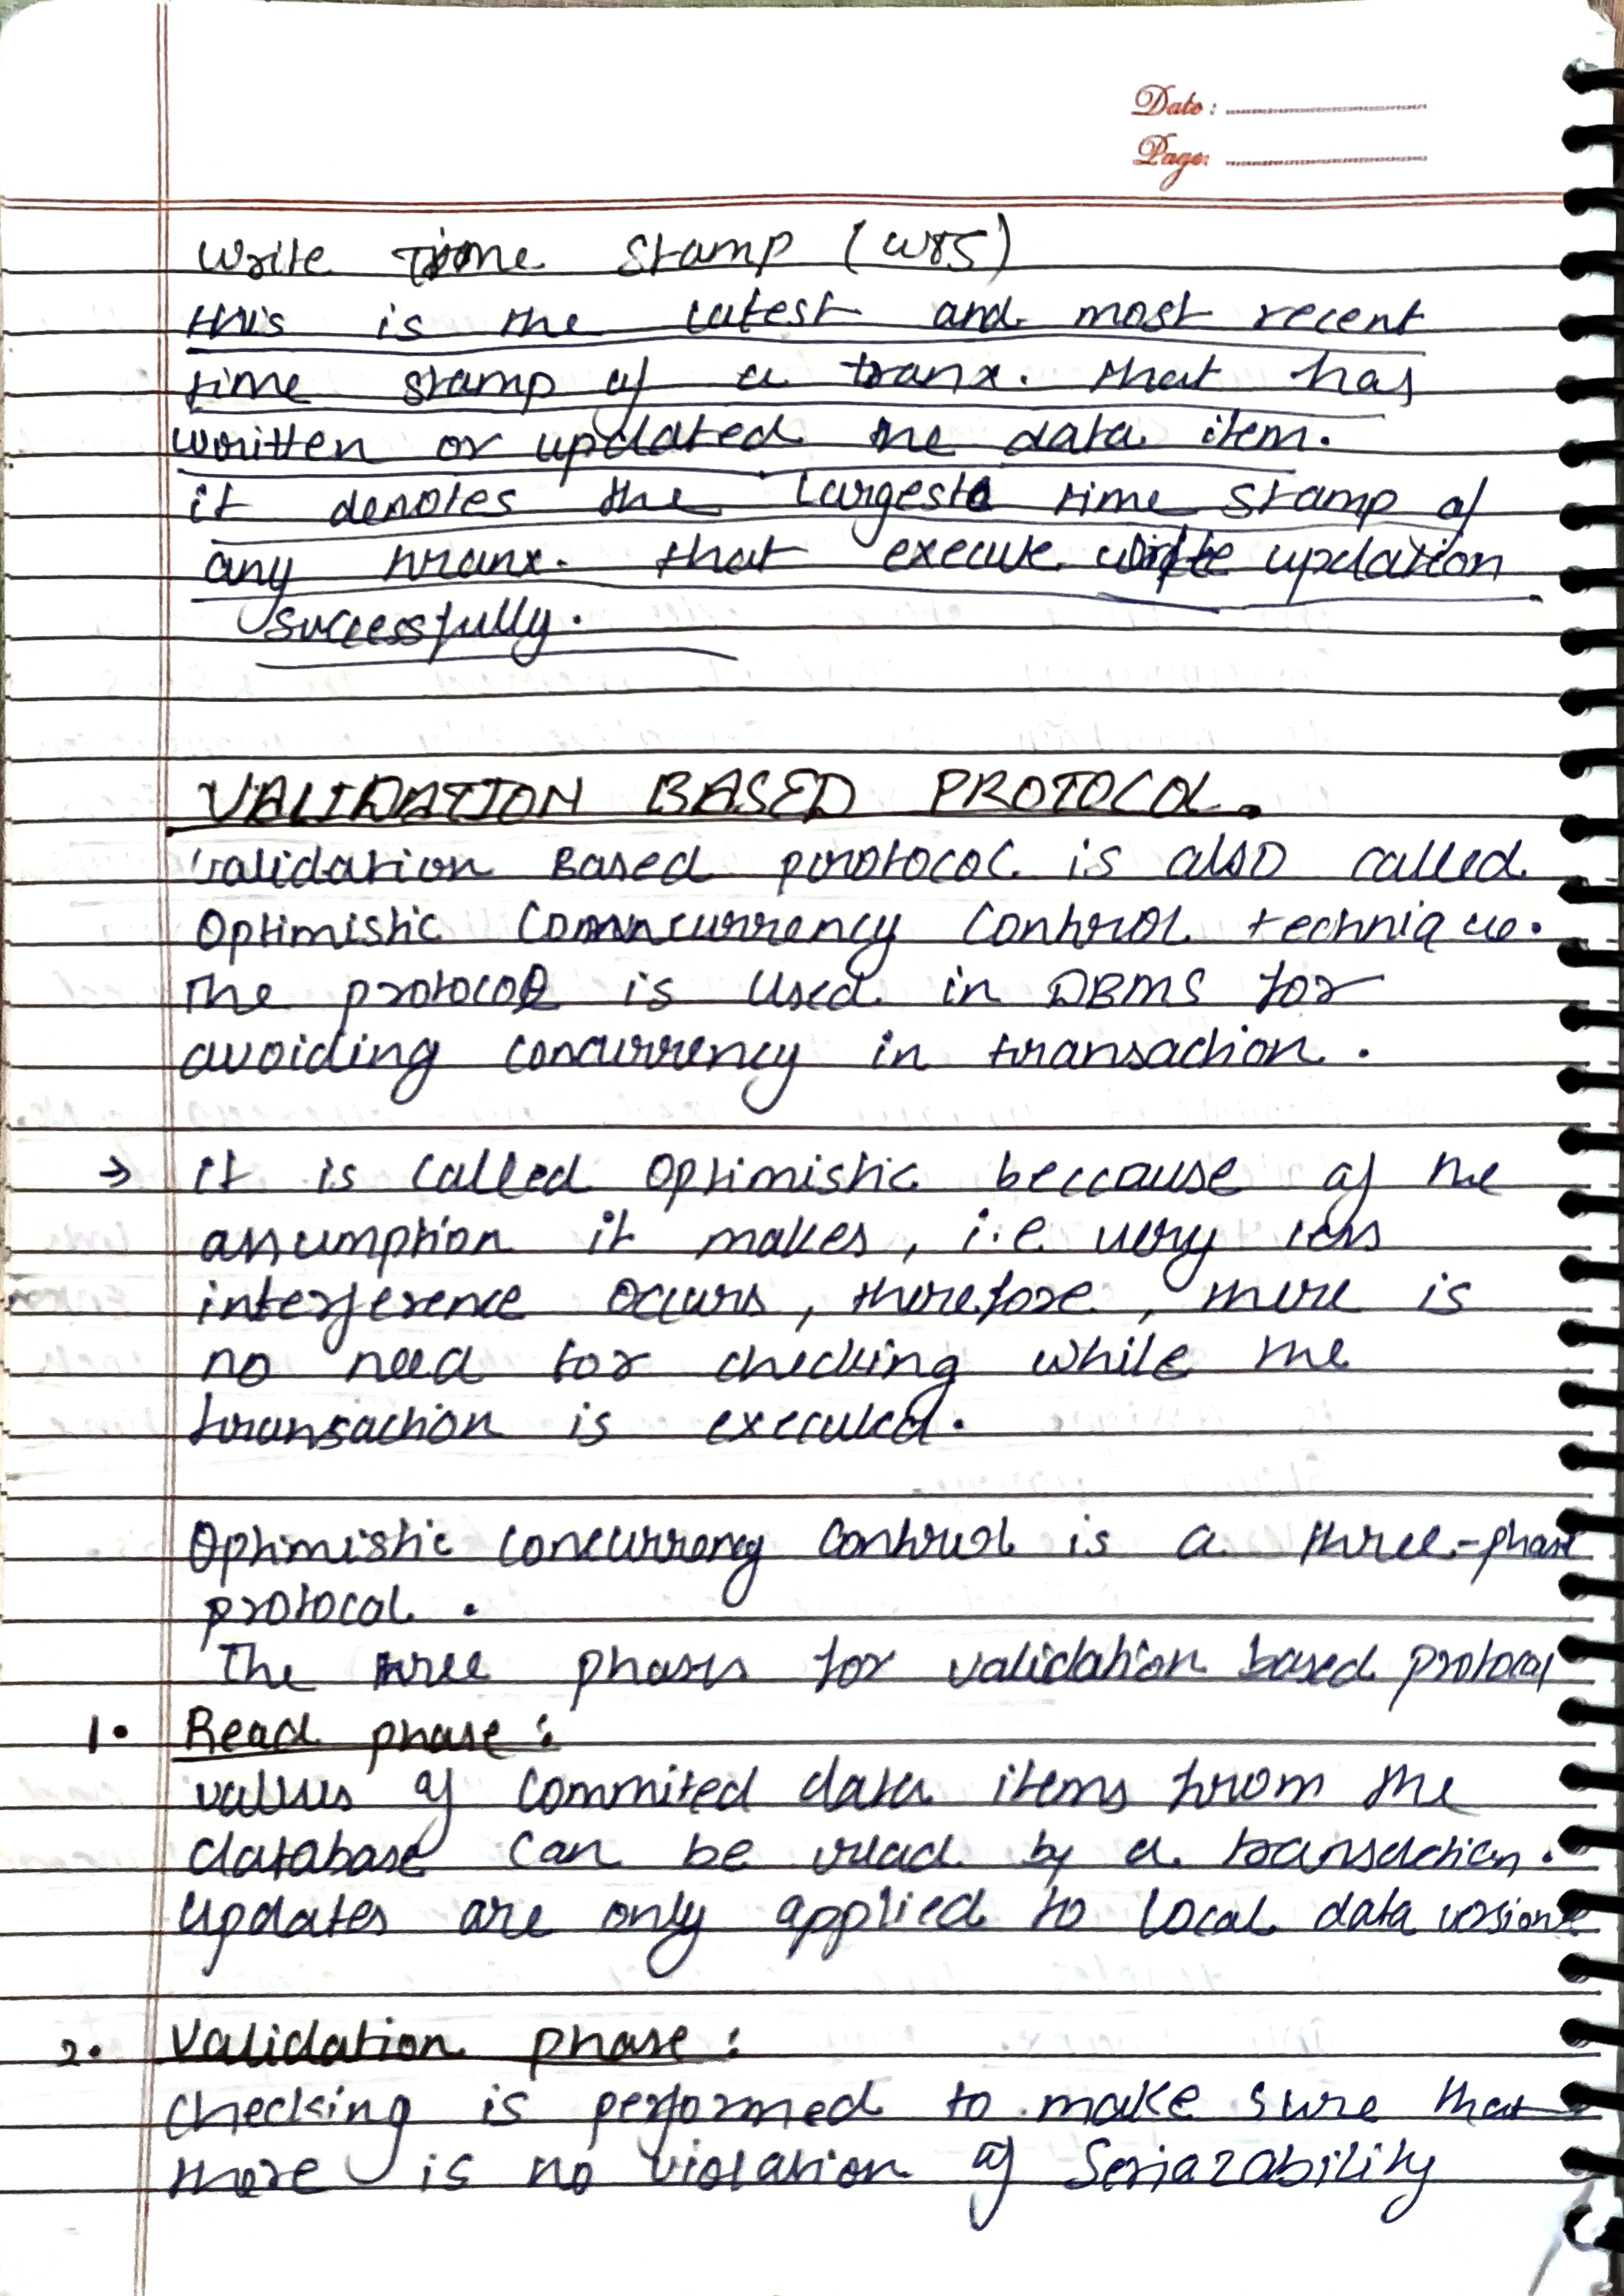 Date :
Page:
Write Time Stamp (WTS)
this is the latest and most recent
time stamp of a tranx. that has
written or updated the data item.
it denotes the largest time stamp of
any tranx. that execute write updation
successfully.
VALIDATION BASED PROTOCOL.
Validation Based protocol is also called
Optimistic Concurrency Control technique.
The protocol is used in DBMS for
avoiding concurrency in transaction.
→ it is called Optimistic beccause of the
assumption it makes, i.e very less
interference occurs, therefore, there is
no need for checking while the
transaction is executed.
Optimistic concurrency control is a three-phase
protocol.
The three phases for validation based protocol
1. Read phase:
values of commited data items from the
database can be read by a transaction.
Updates are only applied to local data versions
2. Validation phase:
Checking is performed to make sure that
there is no violation of Seriazability